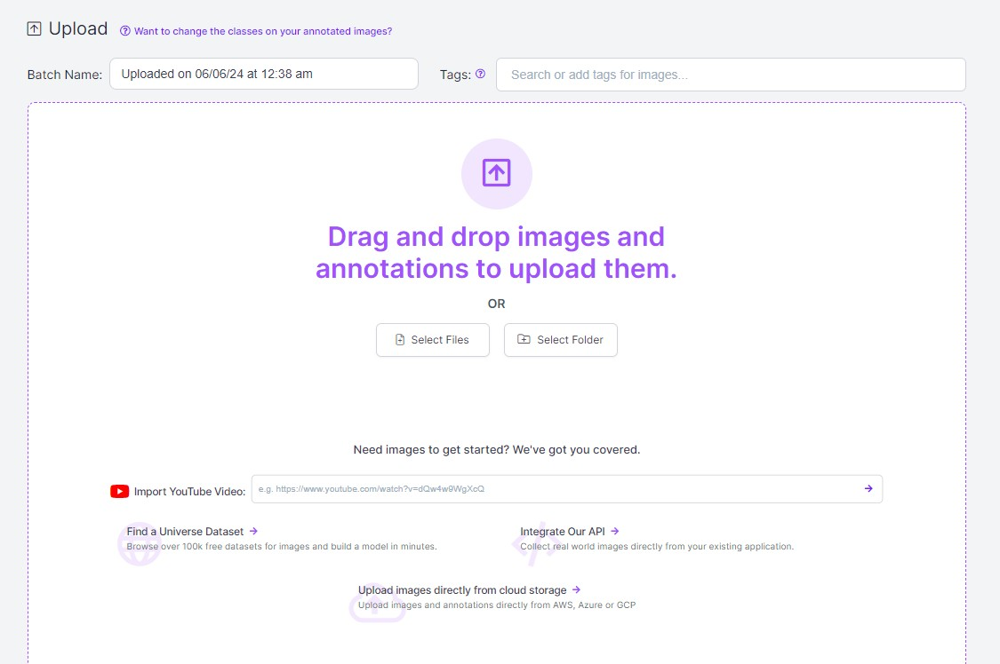 Upload
Want to change the classes on your annotated images?
Batch Name:
Uploaded on 06/06/24 at 12:38 am
Tags:
Search or add tags for images...
Drag and drop images and
annotations to upload them.
OR
Select Files
Select Folder
Need images to get started? We've got you covered.
Import YouTube Video:
e.g. https://www.youtube.com/watch?v=dQw4w9WgXcQ
Find a Universe Dataset →
Browse over 100k free datasets for images and build a model in minutes.
Integrate Our API →
Collect real world images directly from your existing application.
Upload images directly from cloud storage →
Upload images and annotations directly from AWS, Azure or GCP